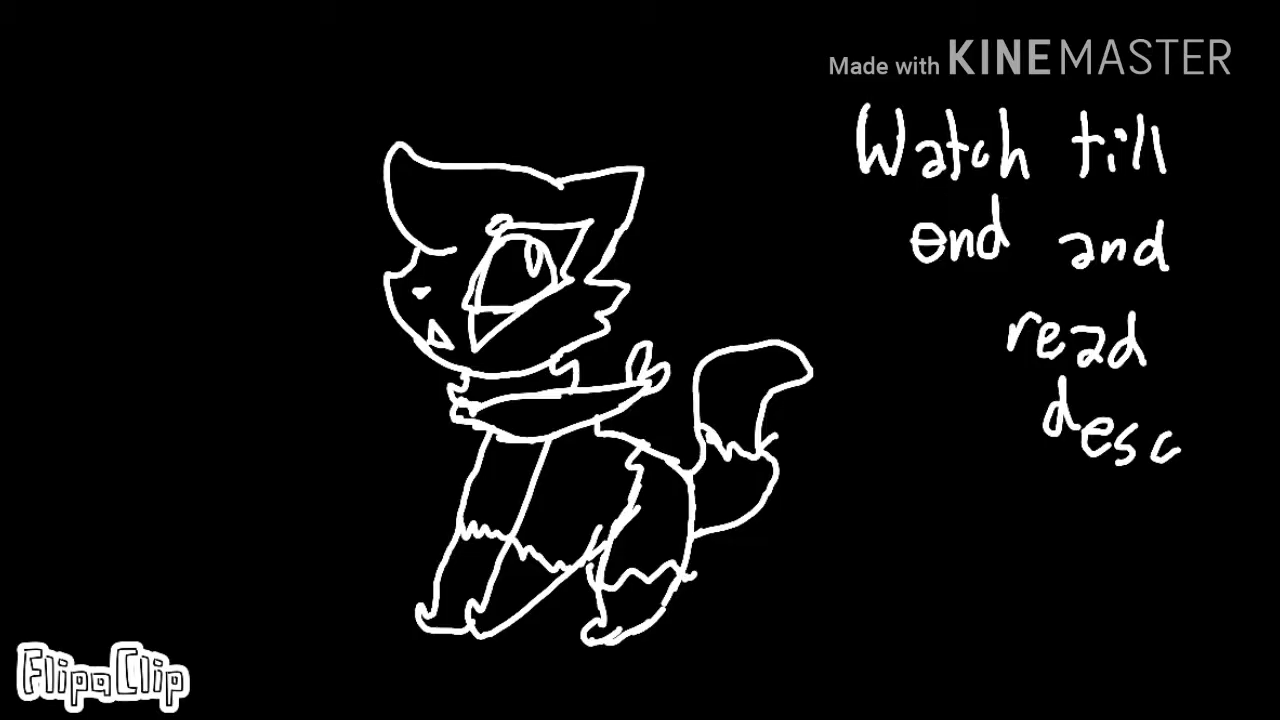 Made with KINEMASTER
Watch till
end and
read
desc
FlipaClip